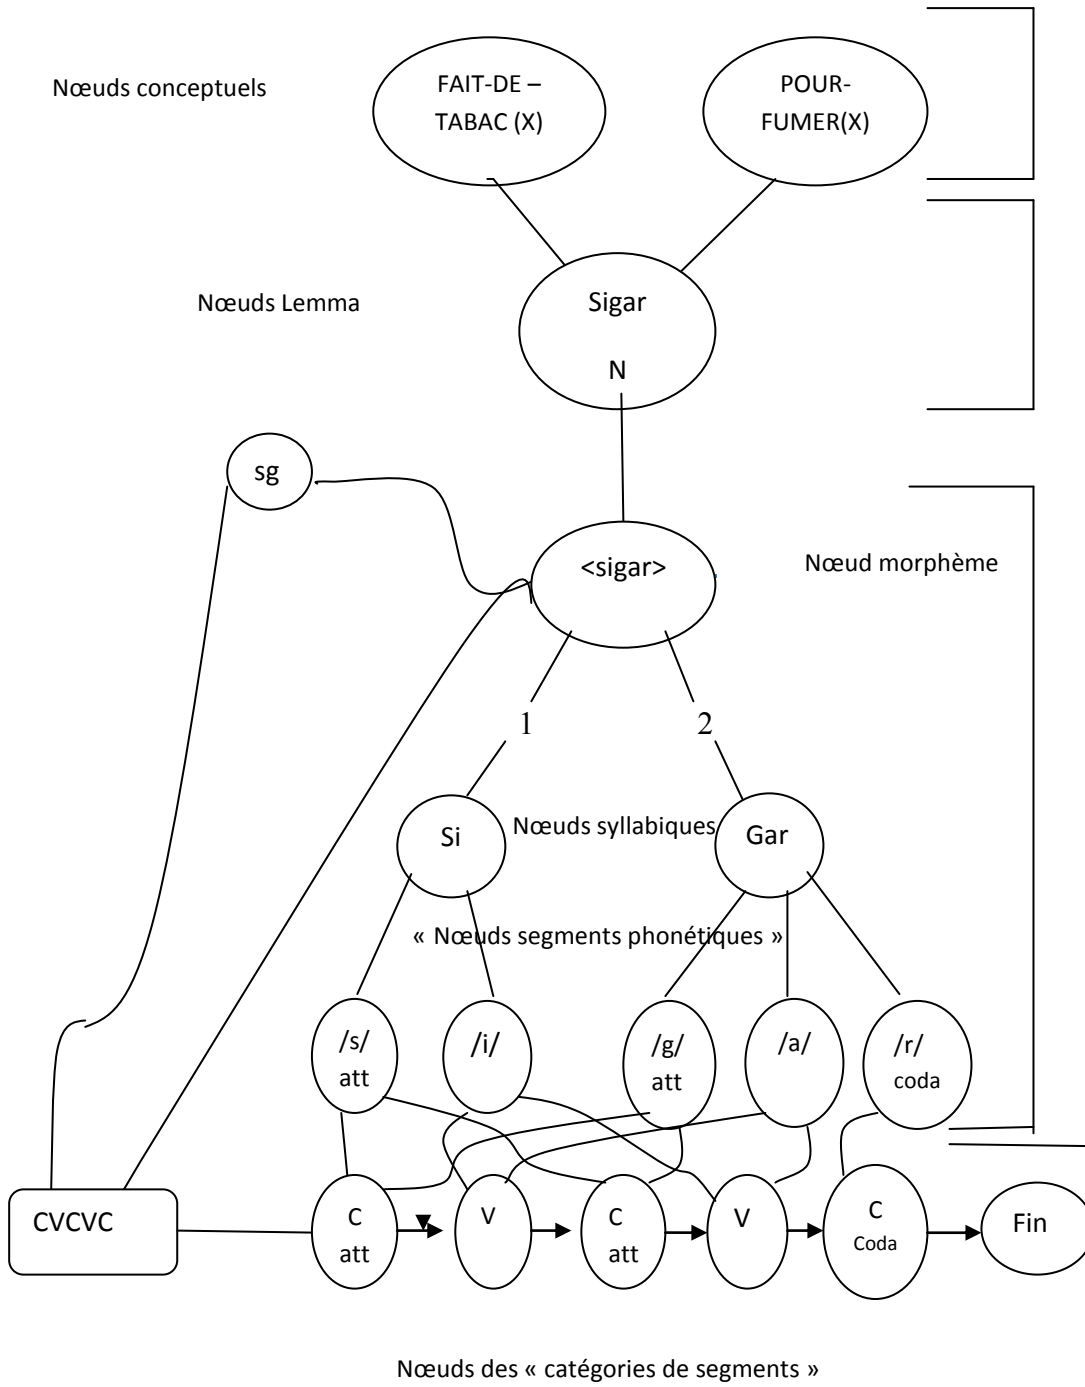 Nœuds conceptuels
FAIT-DE –
TABAC (X)
POUR-
FUMER(X)
Nœuds Lemma
Sigar
N
sg
<sigar>
Nœud morphème
1
2
Si
Nœuds syllabiques
Gar
« Nœuds segments phonétiques »
/s/
att
/i/
/g/
att
/a/
/r/
coda
CVCVC
C
att
V
C
att
V
C
Coda
Fin
Nœuds des « catégories de segments »